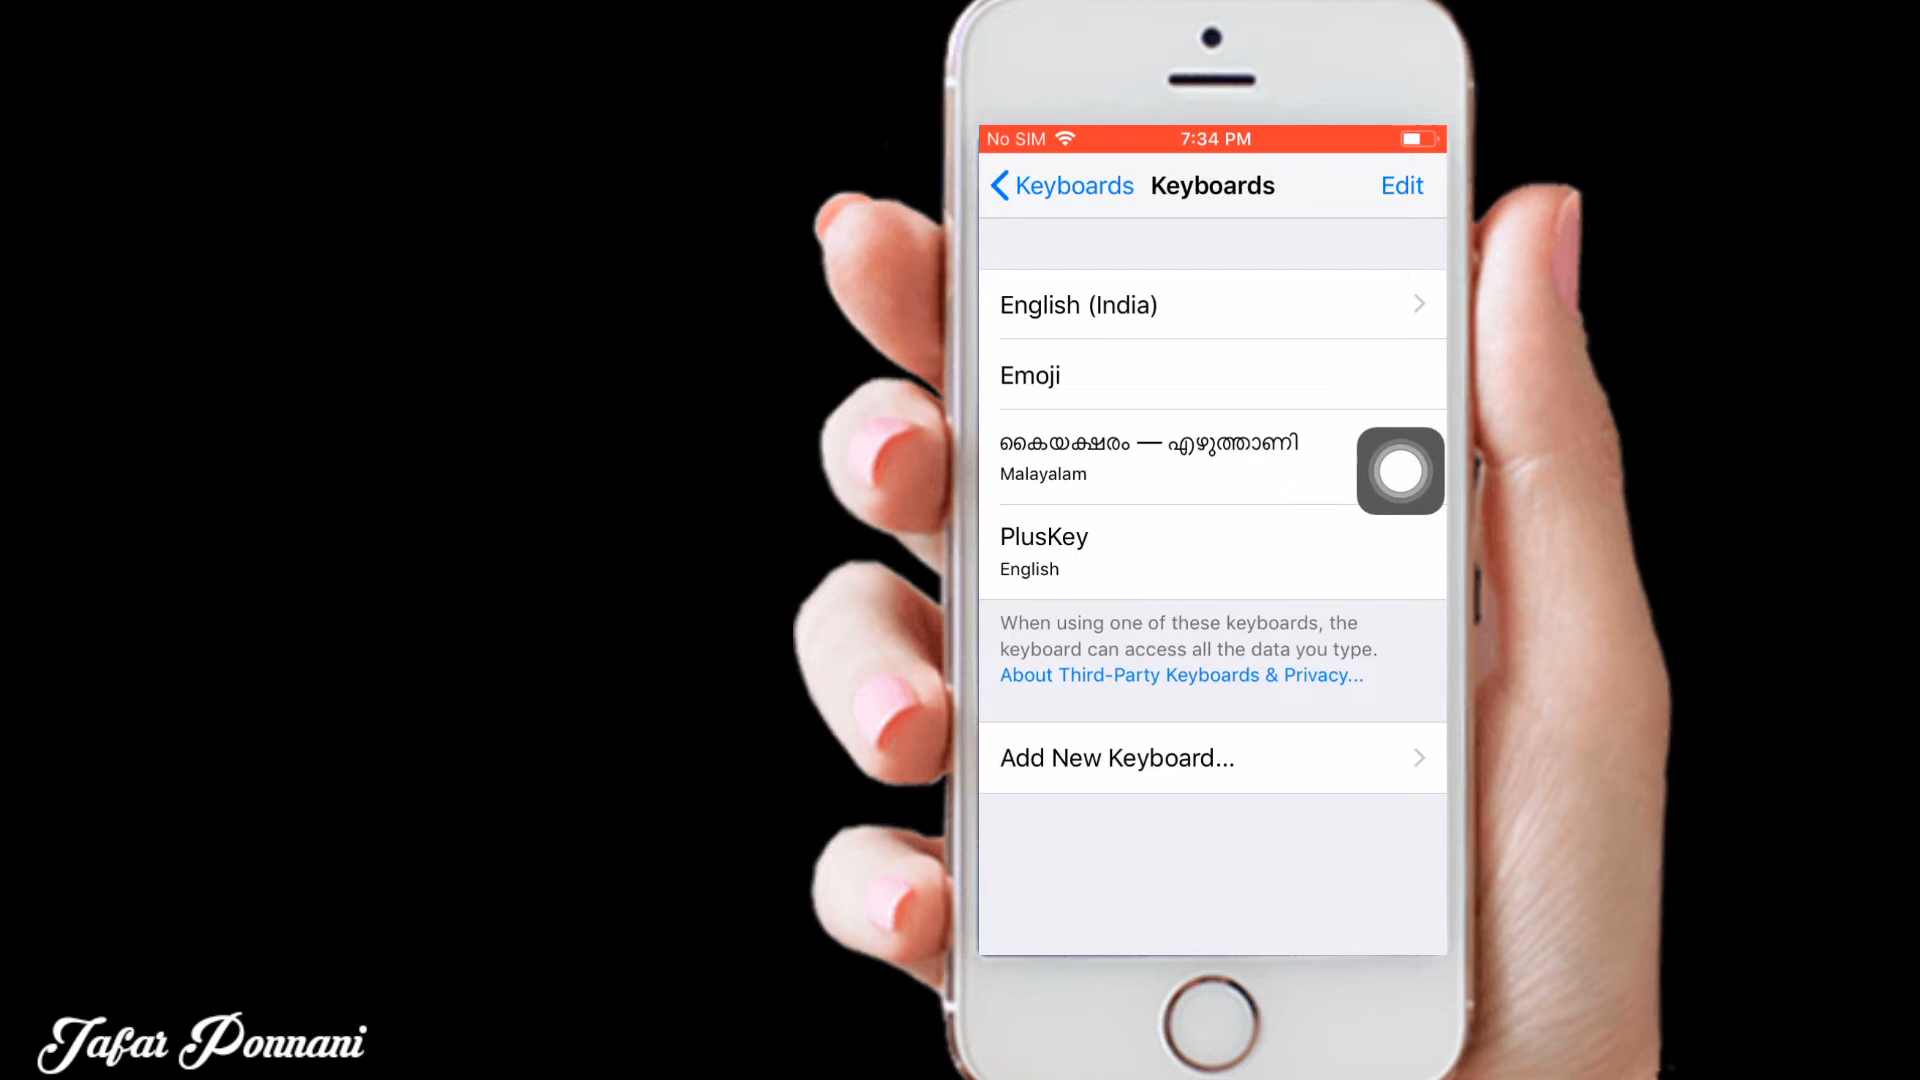 No SIM 7:34 PM
Keyboards Keyboards Edit
English (India)
Emoji
കൈയക്ഷരം — എഴുത്താണി
Malayalam
PlusKey
English
When using one of these keyboards, the
keyboard can access all the data you type.
About Third-Party Keyboards & Privacy...
Add New Keyboard...
Jafar Ponnani